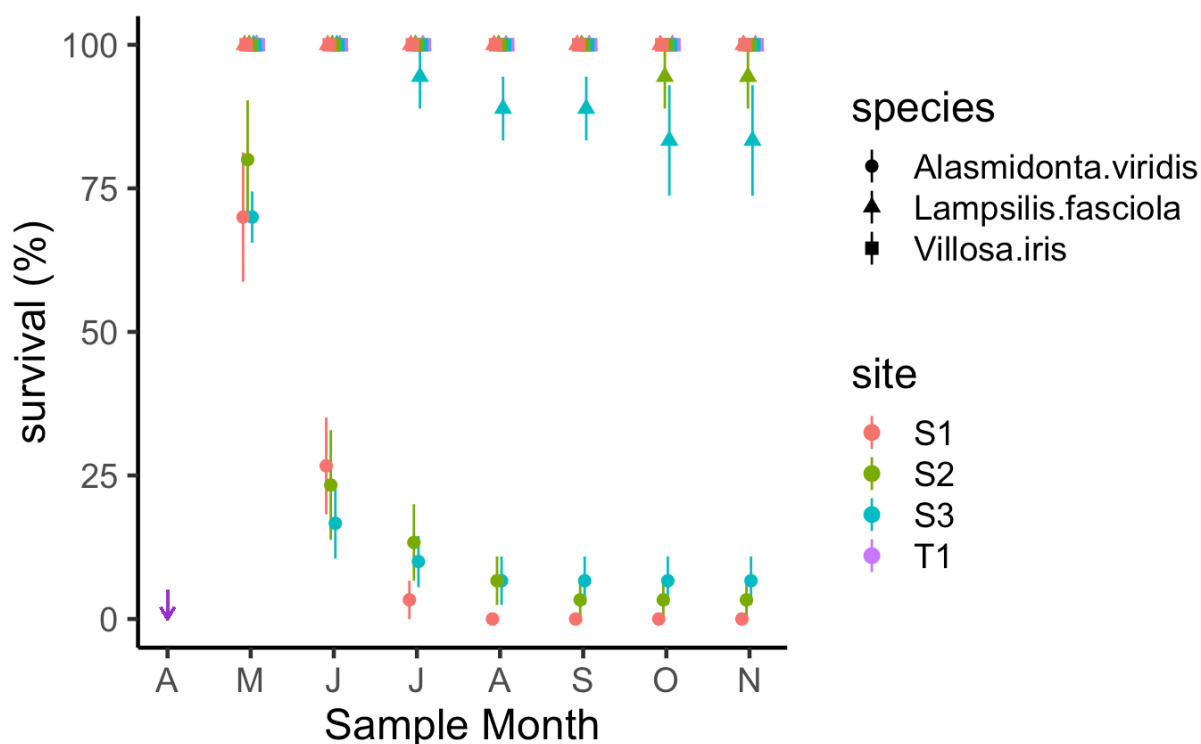 survival (%)
100
75
50
25
0
A M J J A S O N
Sample Month
species
Alasmidonta.viridis
Lampsilis.fasciola
Villosa.iris
site
S1
S2
S3
T1